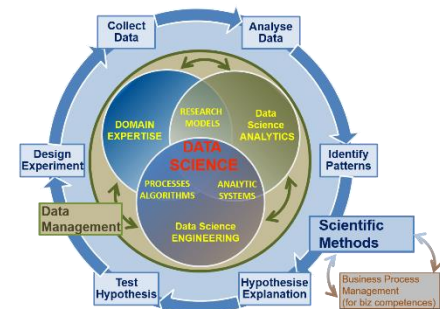 Collect
Data
Analyse
Data
DOMAIN
EXPERTISE
RESEARCH
MODELS
Data
Science
ANALYTICS
DATA
SCIENCE
Design
Experiment
Identify
Patterns
PROCESSES
ALGORITHMS
ANALYTIC
SYSTEMS
Data
Management
Data Science
ENGINEERING
Scientific
Methods
Test
Hypothesis
Hypothesise
Explanation
Business Process
Management
(for biz competences)